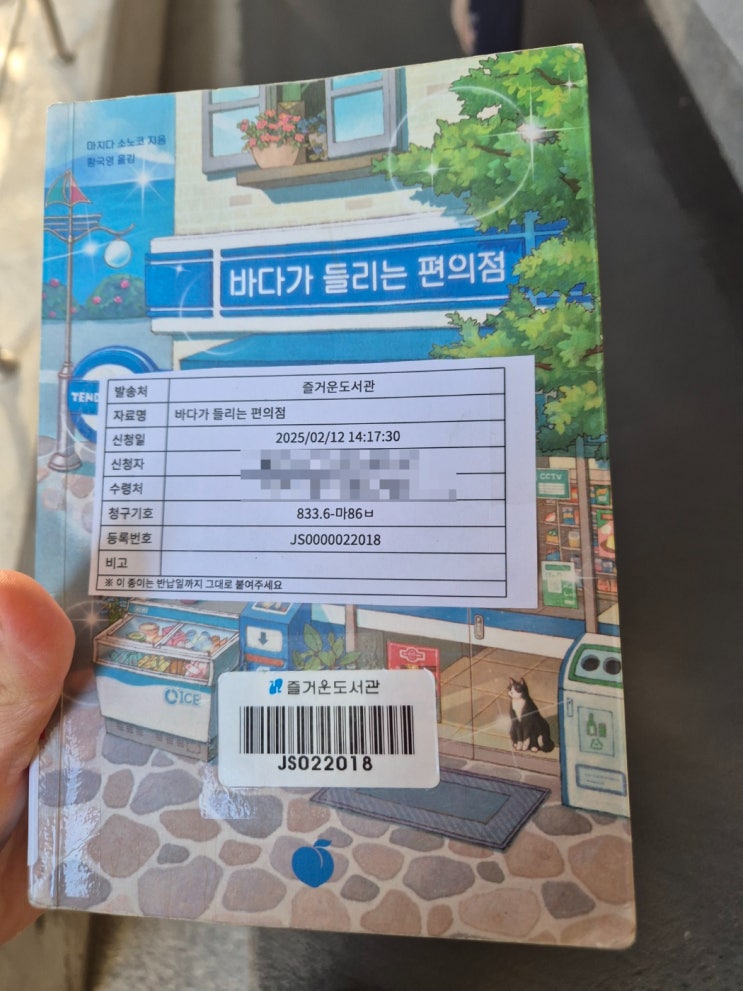 마치다 소노코 지음
황국영 옮김
바다가 들리는 편의점
TEND
발송처 즐거운도서관
자료명 바다가 들리는 편의점
신청일 2025/02/12 14:17:30
신청자
수령처
청구기호 833.6-마86ㅂ
등록번호 JS0000022018
비고
※ 이 종이는 반납일까지 그대로 붙여주세요
CCTV
ICE
즐거운도서관
JS022018